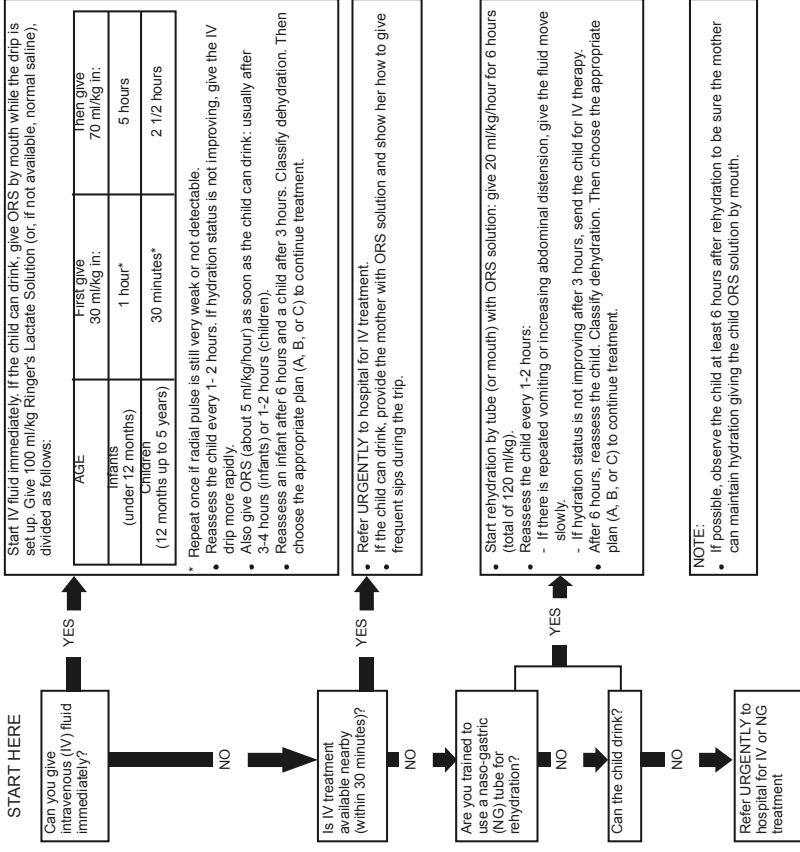 START HERE
Can you give
intravenous (IV) fluid
immediately?
YES
Start IV fluid immediately. If the child can drink, give ORS by mouth while the drip is
set up. Give 100 ml/kg Ringer's Lactate Solution (or, if not available, normal saline),
divided as follows:
AGE
First give
30 ml/kg in:
Then give
70 ml/kg in:
Infants
(under 12 months)
1 hour*
5 hours
Children
(12 months up to 5 years)
30 minutes*
2 1/2 hours
* Repeat once if radial pulse is still very weak or not detectable.
• Reassess the child every 1- 2 hours. If hydration status is not improving, give the IV
drip more rapidly.
• Also give ORS (about 5 ml/kg/hour) as soon as the child can drink: usually after
3-4 hours (infants) or 1-2 hours (children).
• Reassess an infant after 6 hours and a child after 3 hours. Classify dehydration. Then
choose the appropriate plan (A, B, or C) to continue treatment.
NO
Is IV treatment
available nearby
(within 30 minutes)?
YES
• Refer URGENTLY to hospital for IV treatment.
• If the child can drink, provide the mother with ORS solution and show her how to give
frequent sips during the trip.
NO
Are you trained to
use a naso-gastric
(NG) tube for
rehydration?
NO
Can the child drink?
YES
• Start rehydration by tube (or mouth) with ORS solution: give 20 ml/kg/hour for 6 hours
(total of 120 ml/kg).
• Reassess the child every 1-2 hours:
- If there is repeated vomiting or increasing abdominal distension, give the fluid move
slowly.
- If hydration status is not improving after 3 hours, send the child for IV therapy.
• After 6 hours, reassess the child. Classify dehydration. Then choose the appropriate
plan (A, B, or C) to continue treatment.
NO
Refer URGENTLY to
hospital for IV or NG
treatment
NOTE:
• If possible, observe the child at least 6 hours after rehydration to be sure the mother
can maintain hydration giving the child ORS solution by mouth.